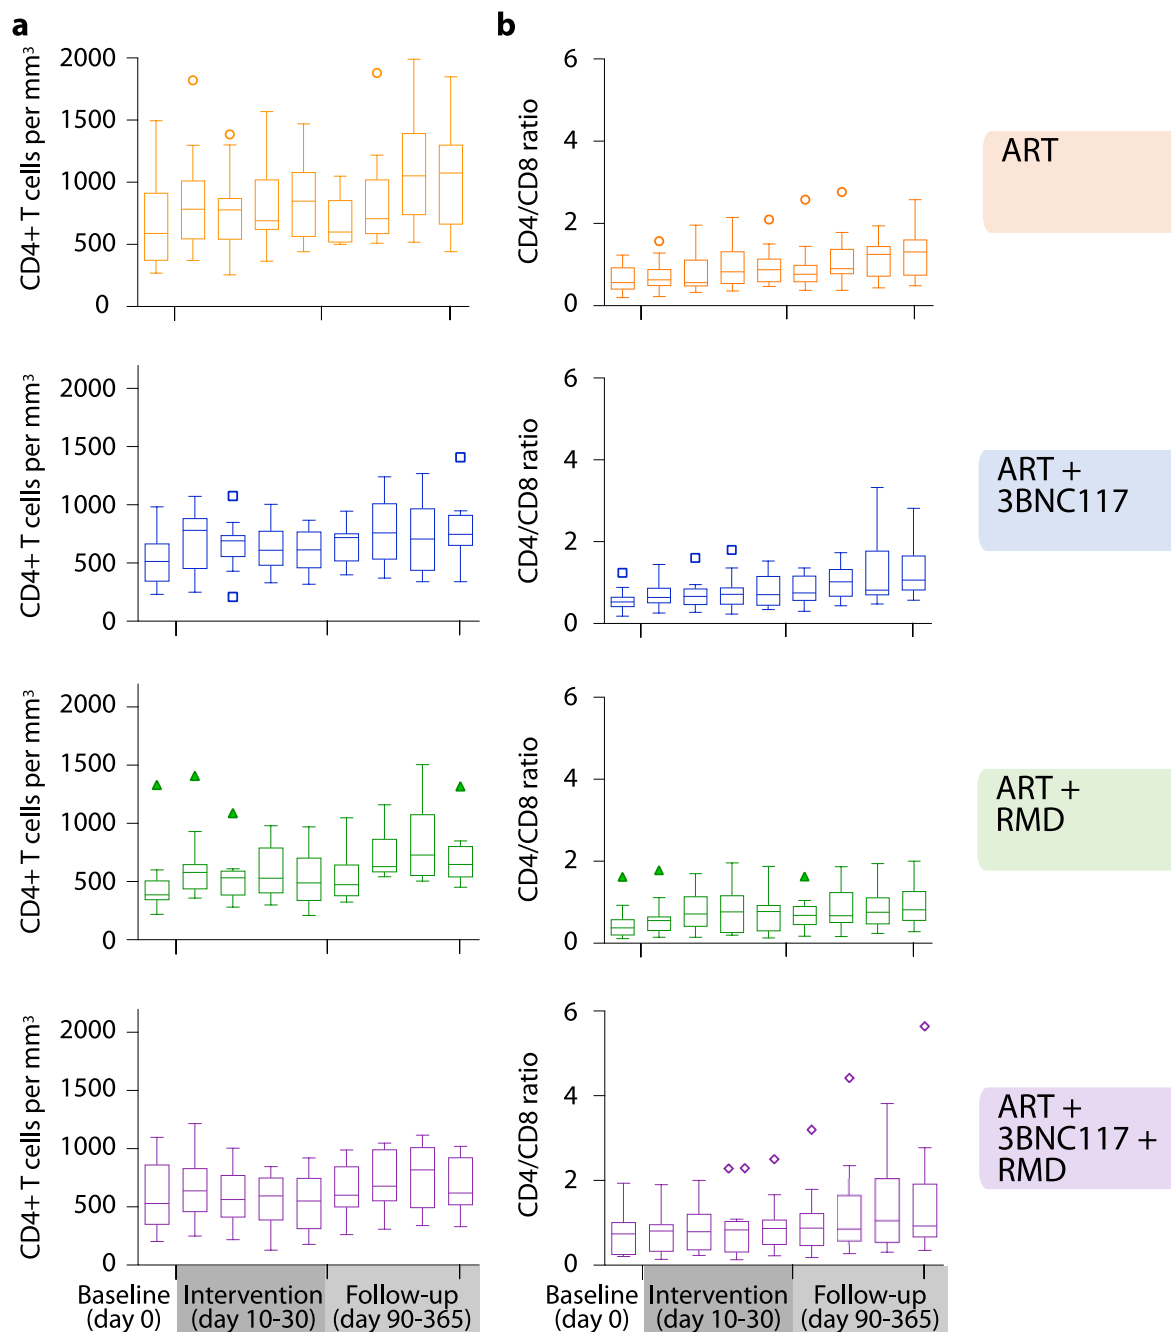 a
b
CD4+ T cells per mm³
2000
1500
1000
500
0
CD4/CD8 ratio
6
4
2
0
ART
CD4+ T cells per mm³
2000
1500
1000
500
0
CD4/CD8 ratio
6
4
2
0
ART +
3BNC117
CD4+ T cells per mm³
2000
1500
1000
500
0
CD4/CD8 ratio
6
4
2
0
ART +
RMD
CD4+ T cells per mm³
2000
1500
1000
500
0
CD4/CD8 ratio
6
4
2
0
ART +
3BNC117 +
RMD
Baseline
(day 0)
Intervention
(day 10-30)
Follow-up
(day 90-365)
Baseline
(day 0)
Intervention
(day 10-30)
Follow-up
(day 90-365)